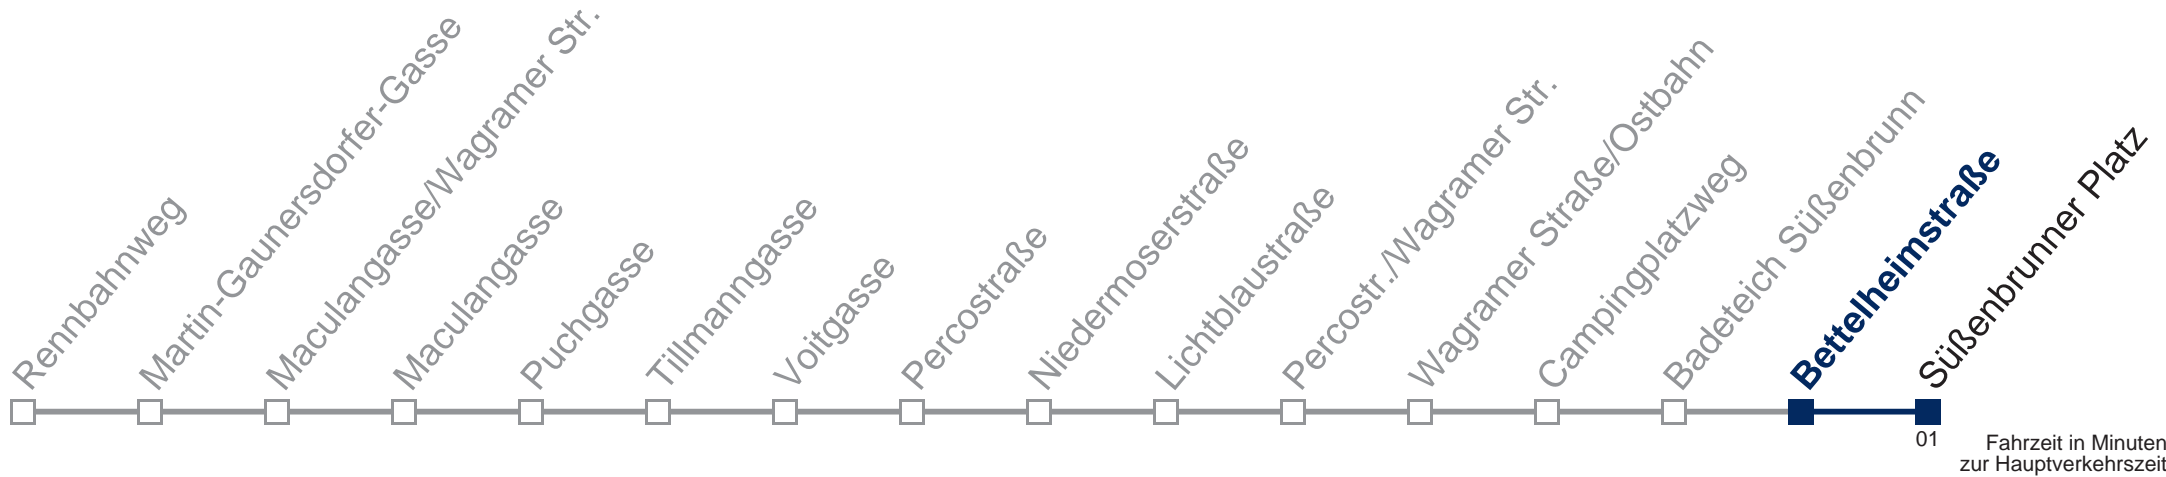 Rennbahnweg
Martin-Gaunersdorfer-Gasse
Maculangasse/Wagramer Str.
Maculangasse
Puchgasse
Tillmanngasse
Voitgasse
Percostraße
Niedermoserstraße
Lichtblaustraße
Percostr./Wagramer Str.
Wagramer Straße/Ostbahn
Campingplatzweg
Badeteich Süßenbrunn
Bettelheimstraße
Süßenbrunner Platz
01
Fahrzeit in Minuten
zur Hauptverkehrszeit